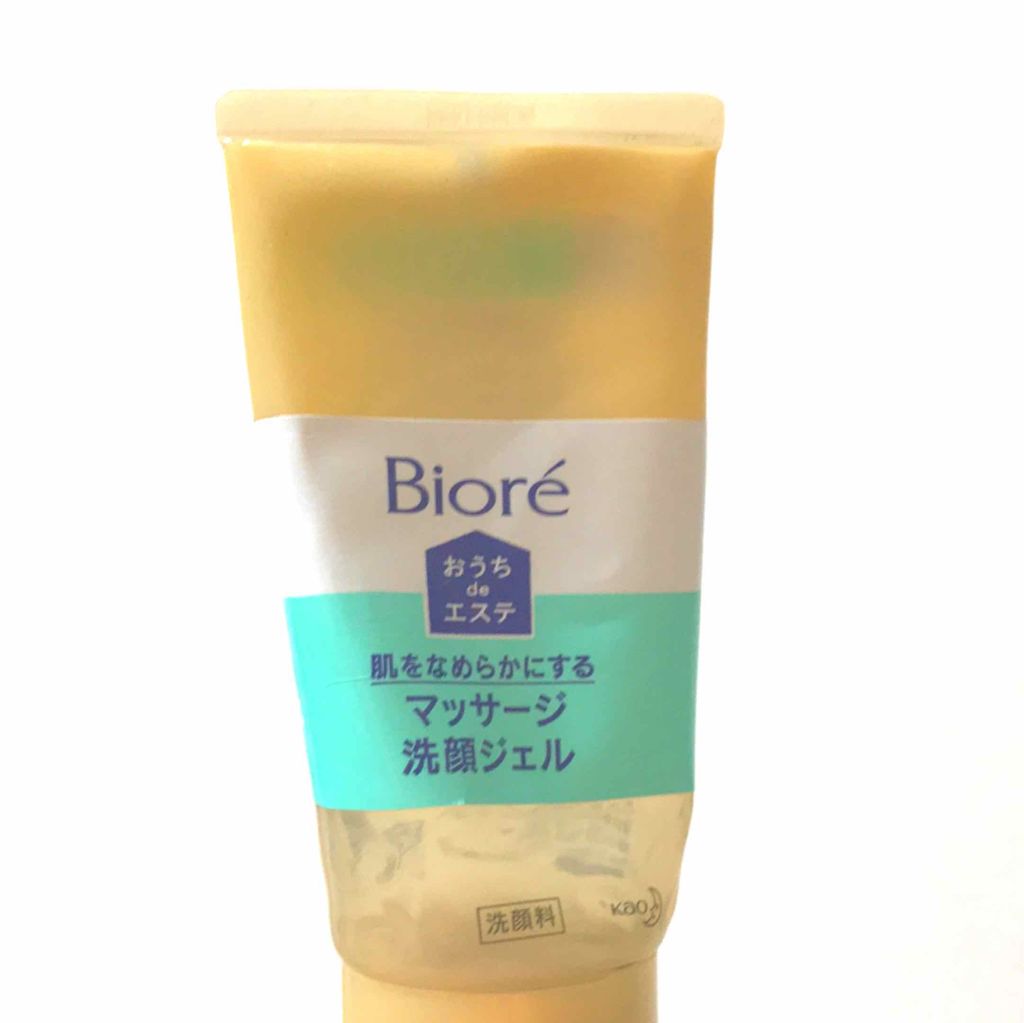 Bioré
おうち
de
エステ
肌をなめらかにする
マッサージ
洗顔ジェル
洗顔料
Kao